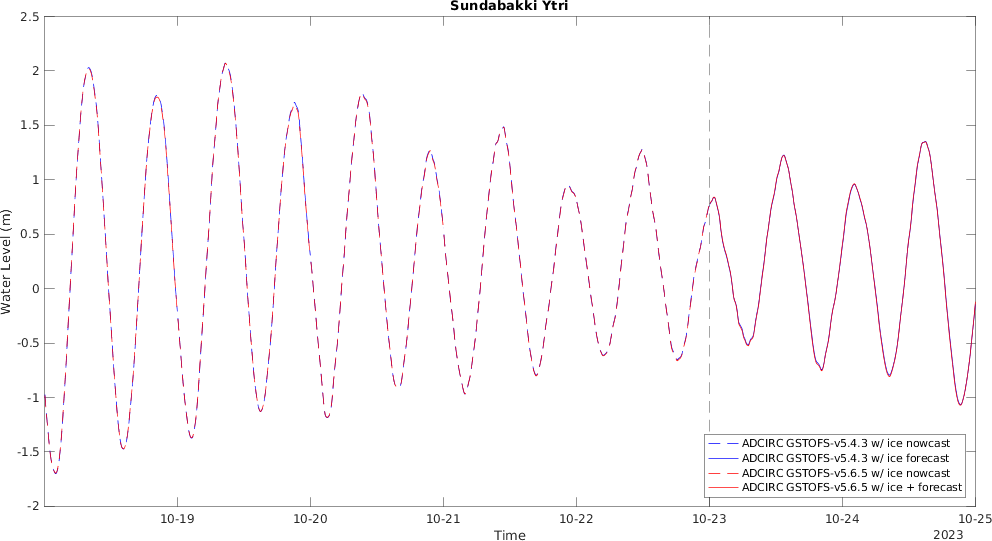 Sundabakki Ytri
2.5
2
1.5
1
0.5
0
-0.5
-1
-1.5
-2
Water Level (m)
10-19
10-20
10-21
10-22
10-23
10-24
10-25
Time
2023
ADCIRC GSTOFS-v5.4.3 w/ ice nowcast
ADCIRC GSTOFS-v5.4.3 w/ ice forecast
ADCIRC GSTOFS-v5.6.5 w/ ice nowcast
ADCIRC GSTOFS-v5.6.5 w/ ice + forecast